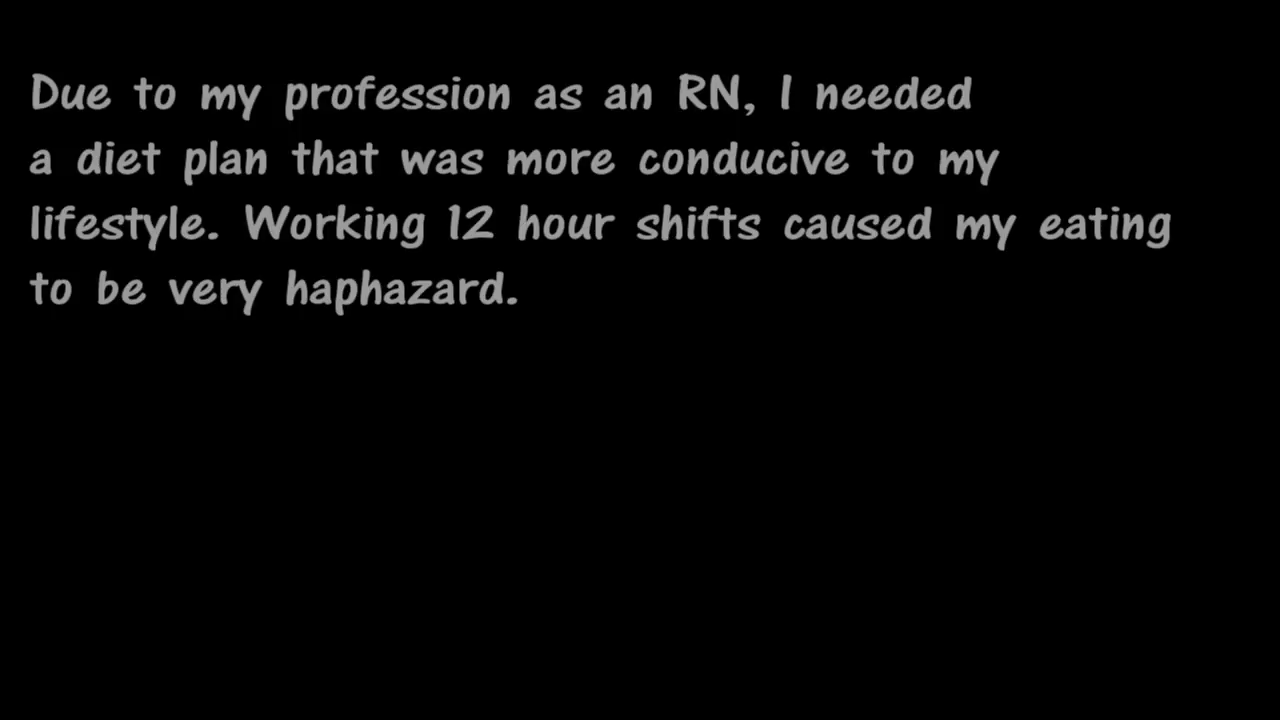 Due to my profession as an RN, I needed
a diet plan that was more conducive to my
lifestyle. Working 12 hour shifts caused my eating
to be very haphazard.